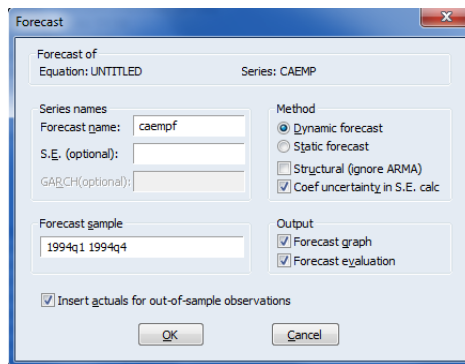 Forecast
Forecast of
Equation: UNTITLED Series: CAEMP
Series names
Forecast name: caempf
S.E. (optional):
GARCH(optional):
Method
Dynamic forecast
Static forecast
Structural (ignore ARMA)
Coef uncertainty in S.E. calc
Forecast sample
1994q1 1994q4
Output
Forecast graph
Forecast evaluation
Insert actuals for out-of-sample observations
OK Cancel